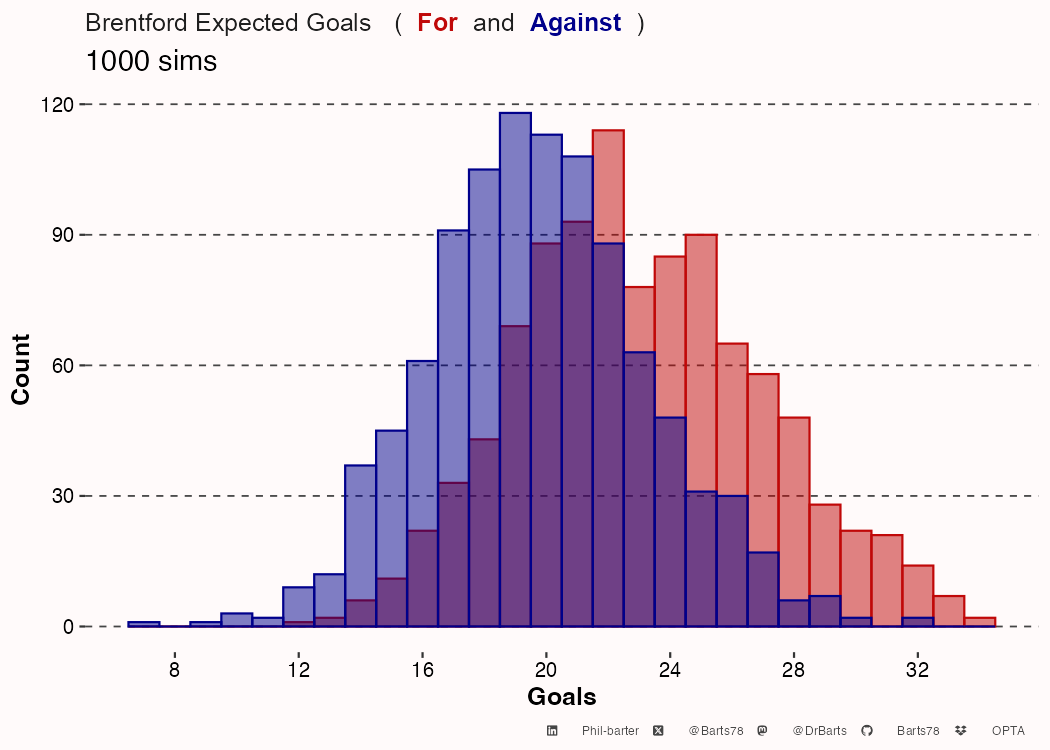 Brentford Expected Goals ( For and Against )
1000 sims
120
90
60
30
0
Count
8 12 16 20 24 28 32
Goals
Phil-barter @Barts78 @DrBarts Barts78 OPTA